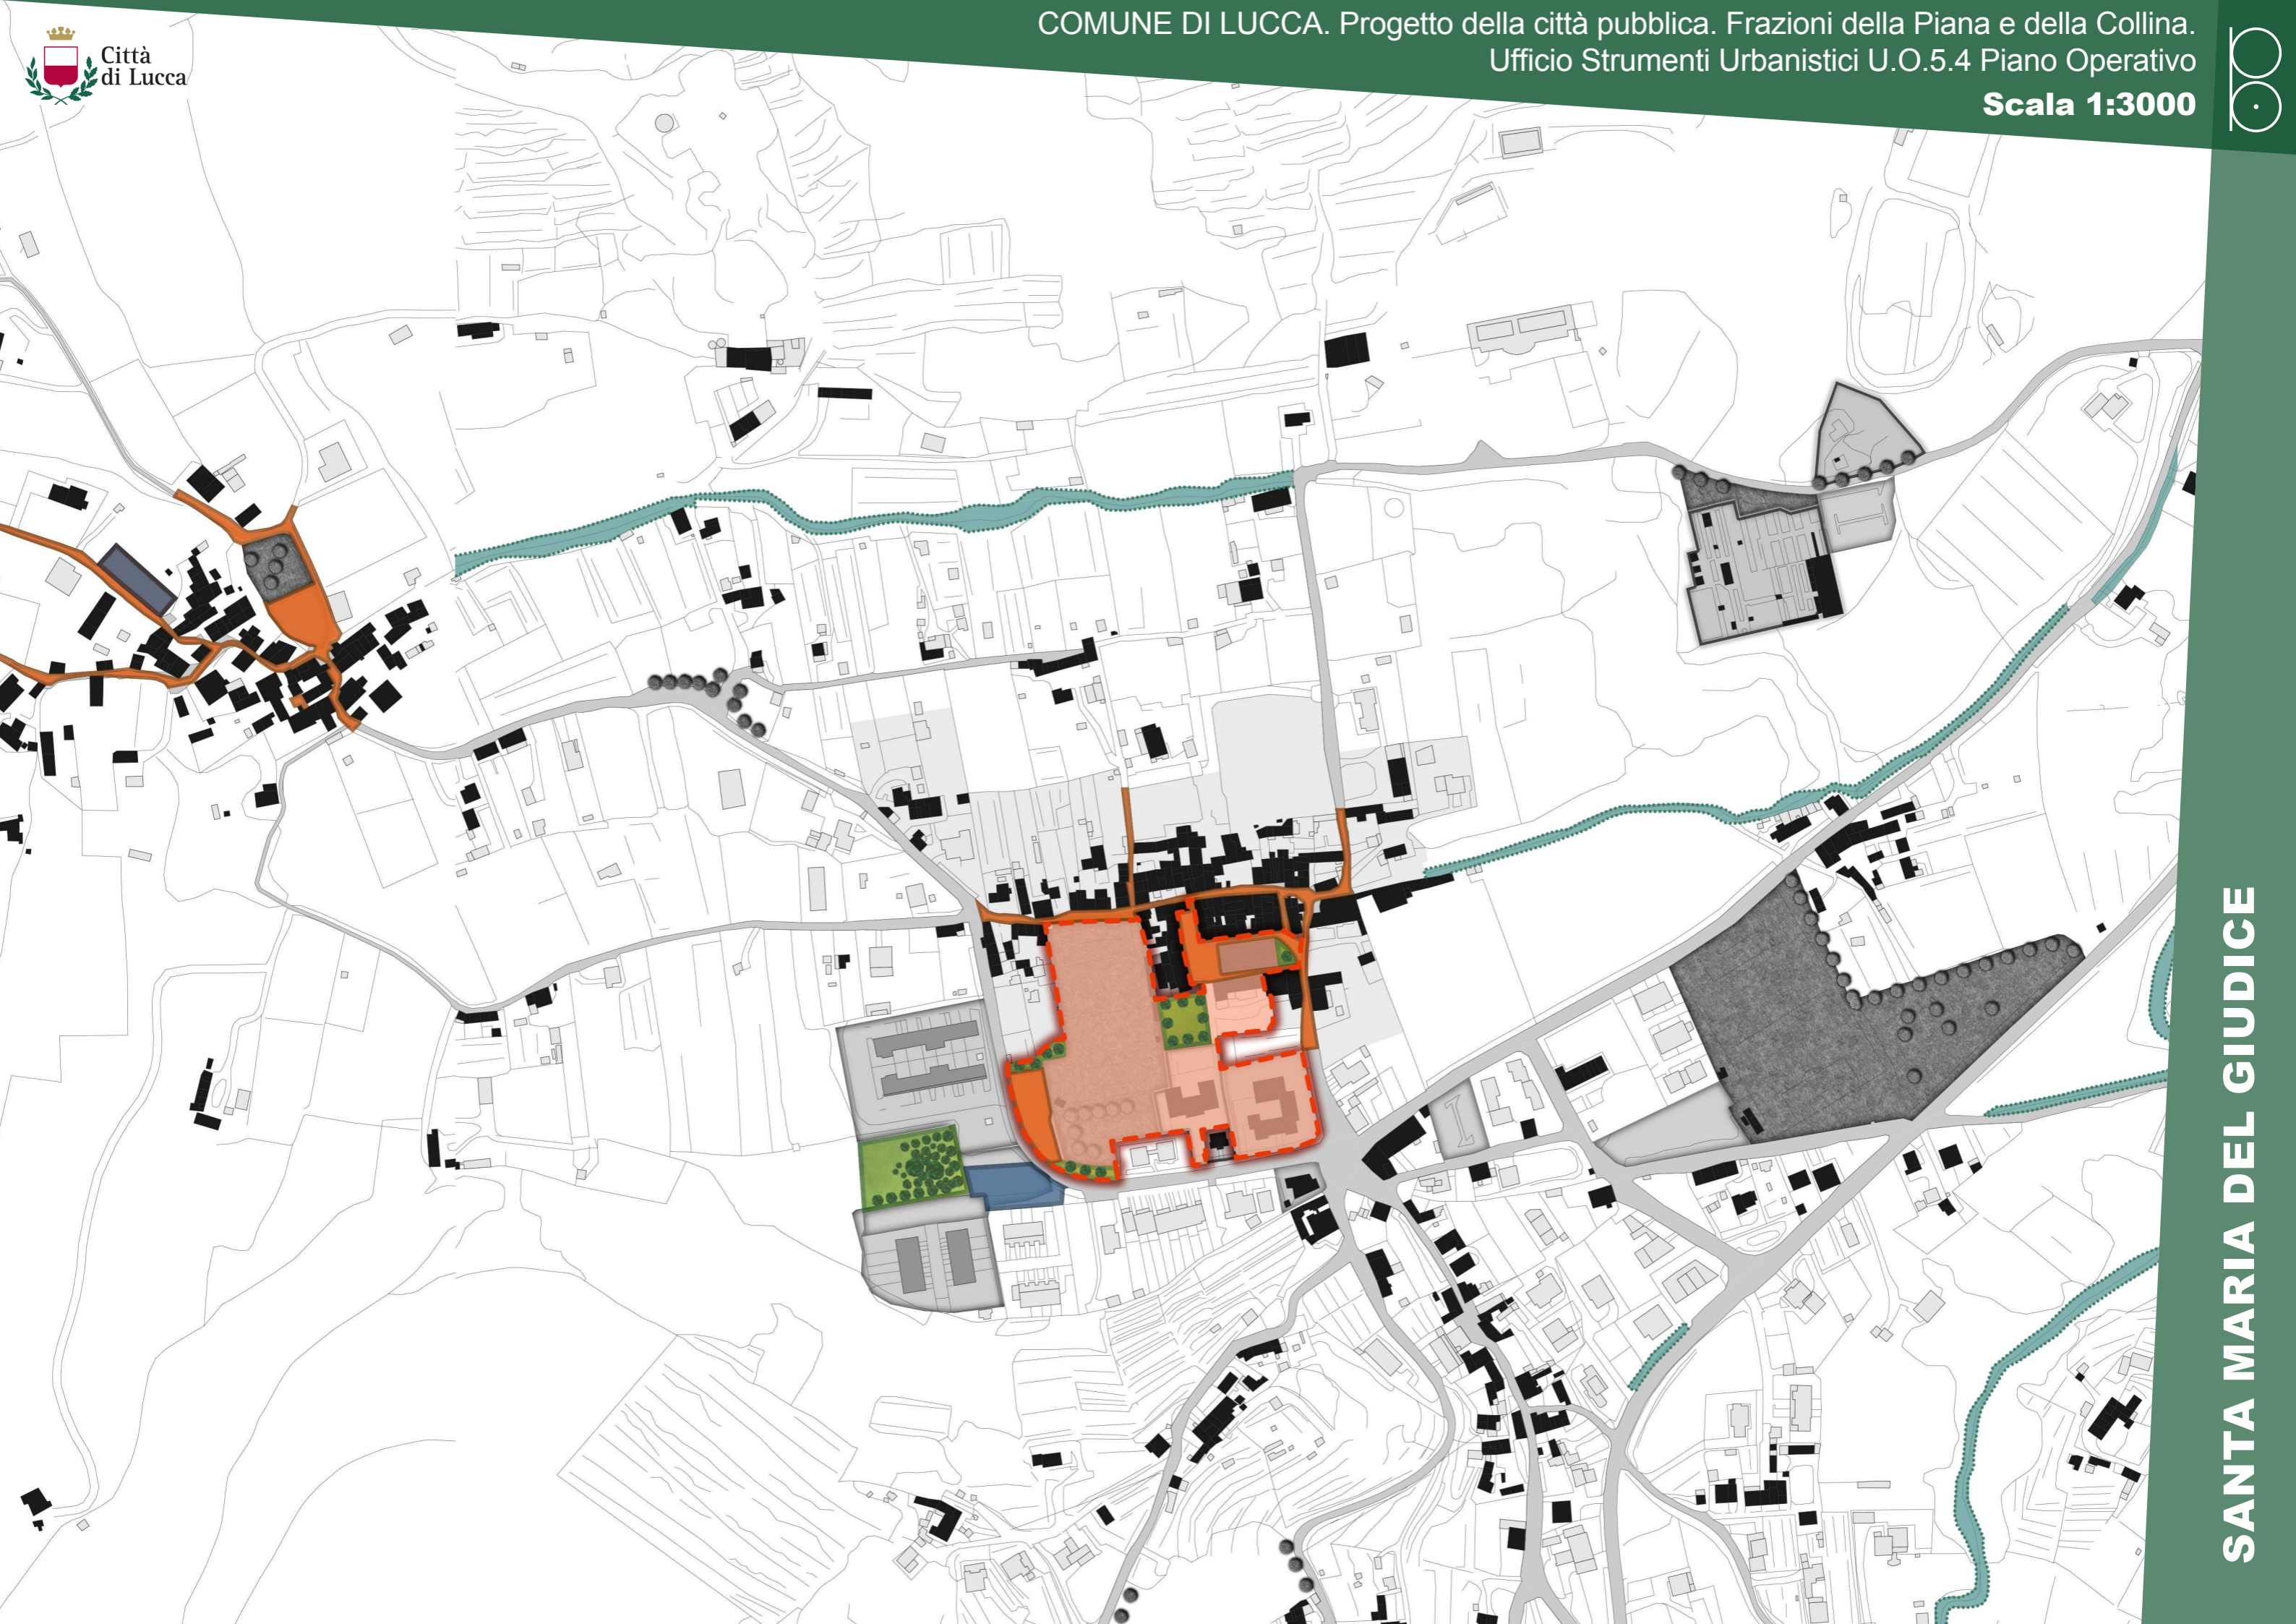 Città
di Lucca
COMUNE DI LUCCA. Progetto della città pubblica. Frazioni della Piana e della Collina.
Ufficio Strumenti Urbanistici U.O.5.4 Piano Operativo
Scala 1:3000
SANTA MARIA DEL GIUDICE